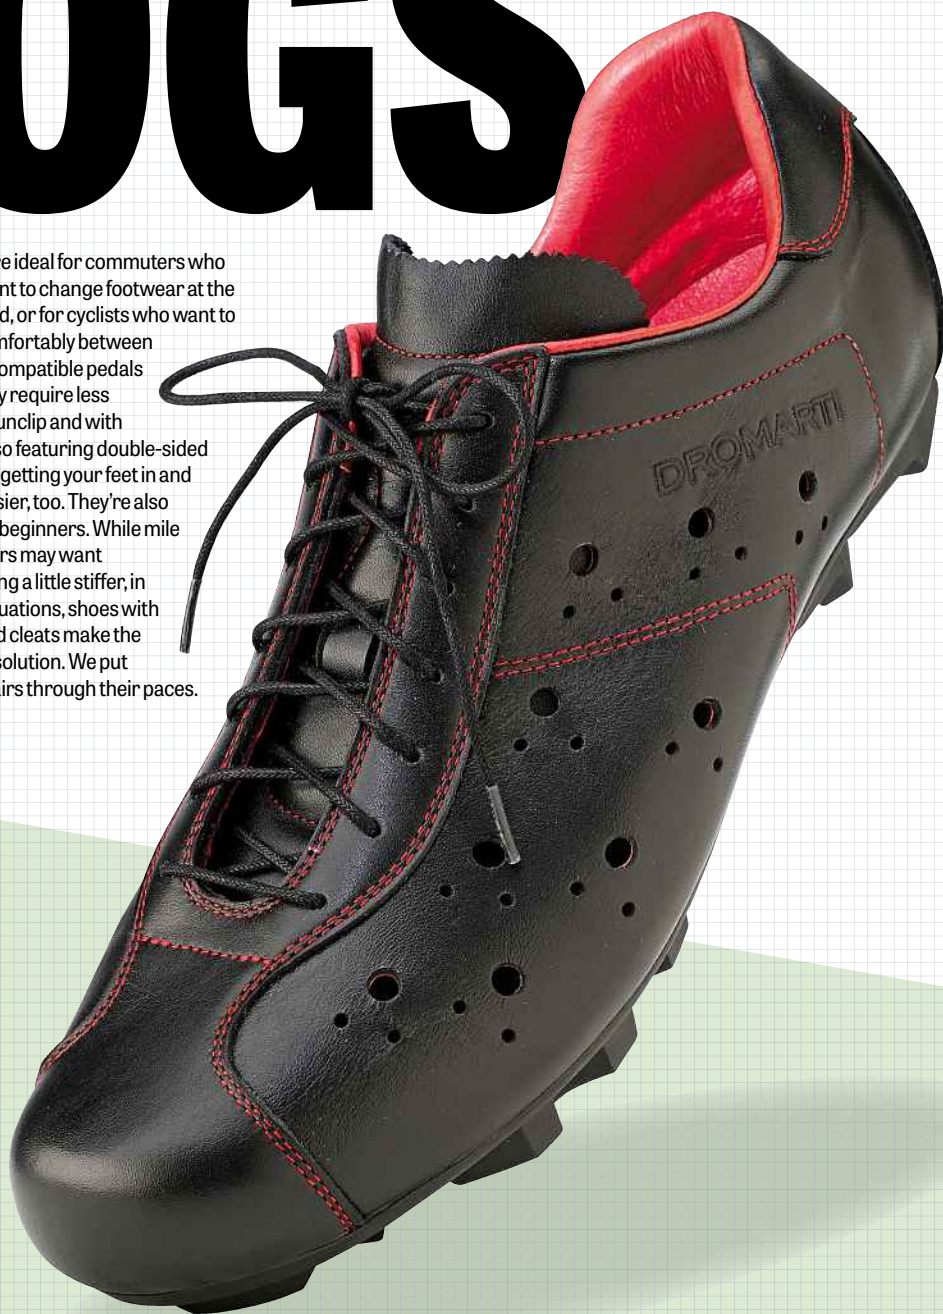 OGS
e ideal for commuters who
nt to change footwear at the
d, or for cyclists who want to
mfortably between
ompatible pedals
y require less
unclip and with
so featuring double-sided
getting your feet in and
sier, too. They're also
beginners. While mile
rs may want
ng a little stiffer, in
uations, shoes with
d cleats make the
solution. We put
irs through their paces.
DROMARTI